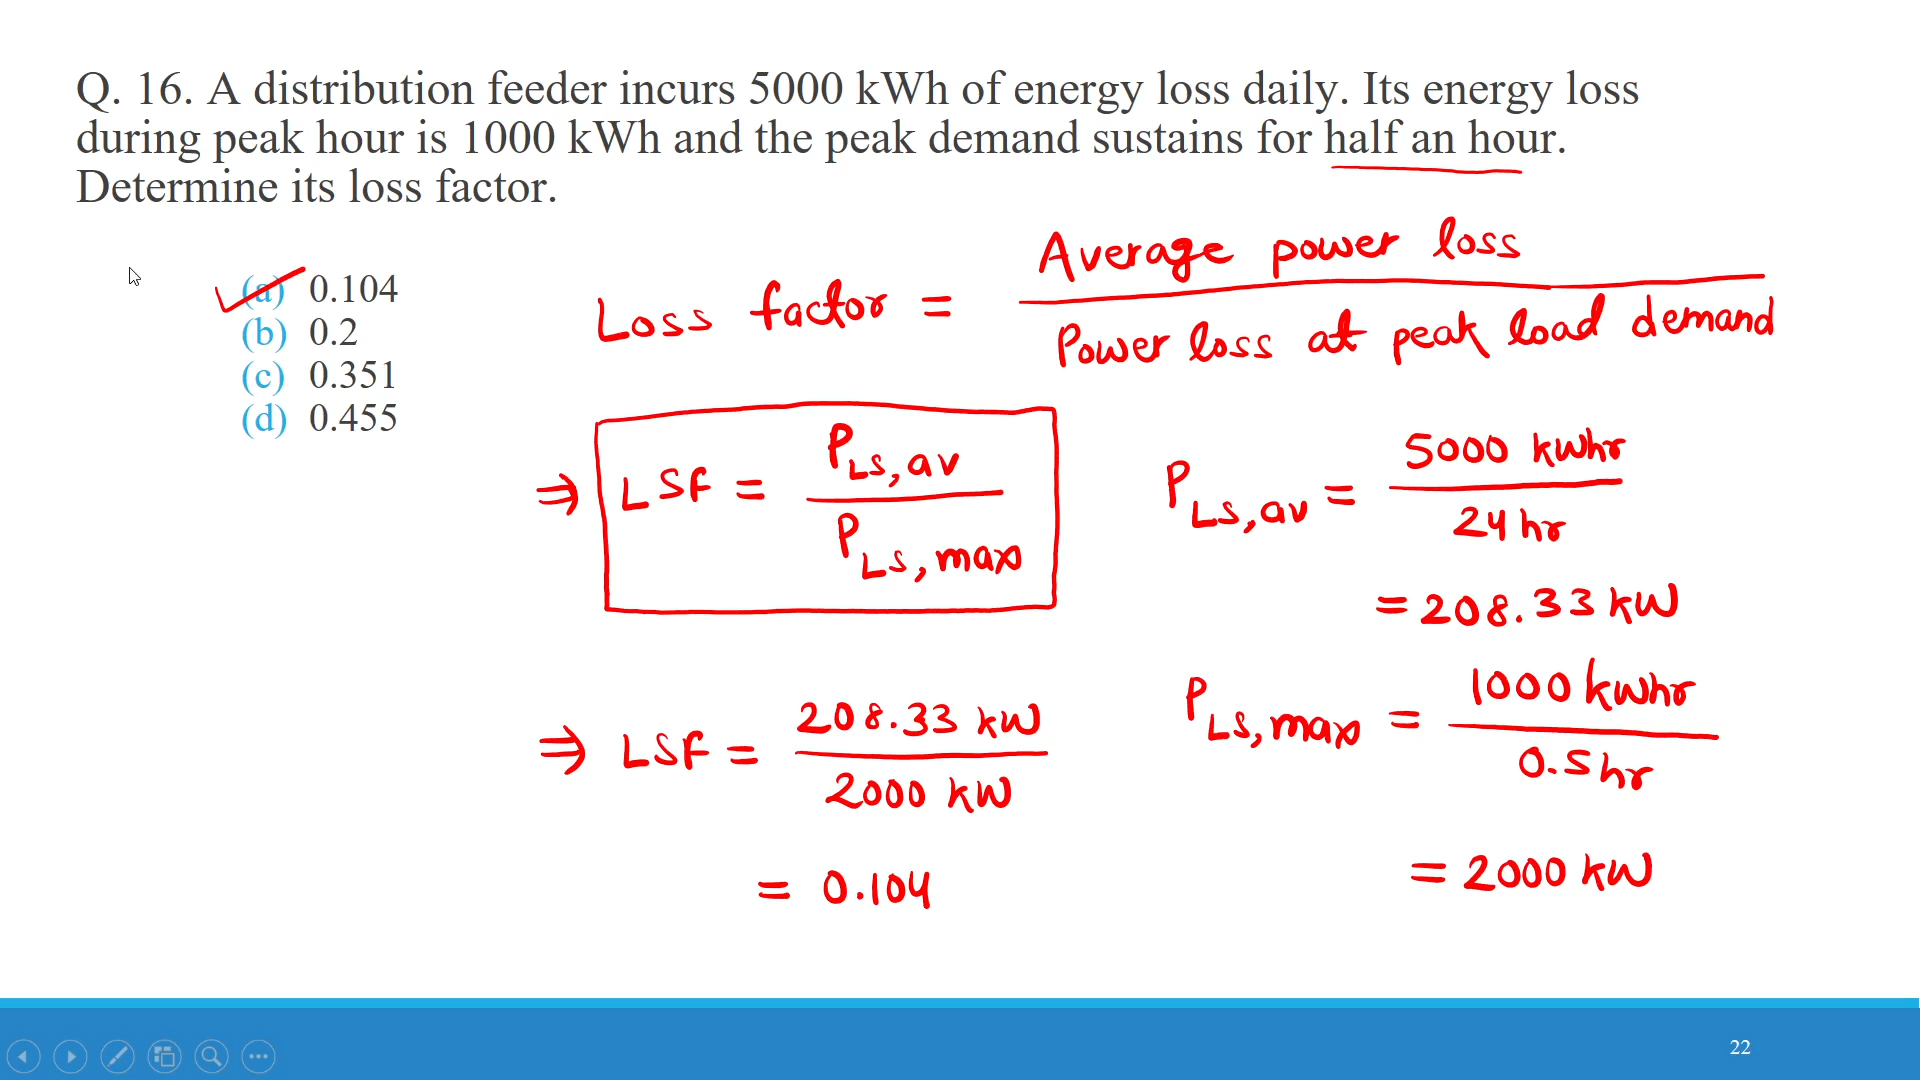 Q. 16. A distribution feeder incurs 5000 kWh of energy loss daily. Its energy loss
during peak hour is 1000 kWh and the peak demand sustains for half an hour.
Determine its loss factor.
(a) 0.104
(b) 0.2
(c) 0.351
(d) 0.455
Loss factor = Average power loss / Power loss at peak load demand
⇒ LSF = P_LS,av / P_LS,max
P_LS,av = 5000 kwhr / 24 hr
= 208.33 kW
P_LS,max = 1000 kwhr / 0.5 hr
= 2000 kW
⇒ LSF = 208.33 kW / 2000 kW
= 0.104
22